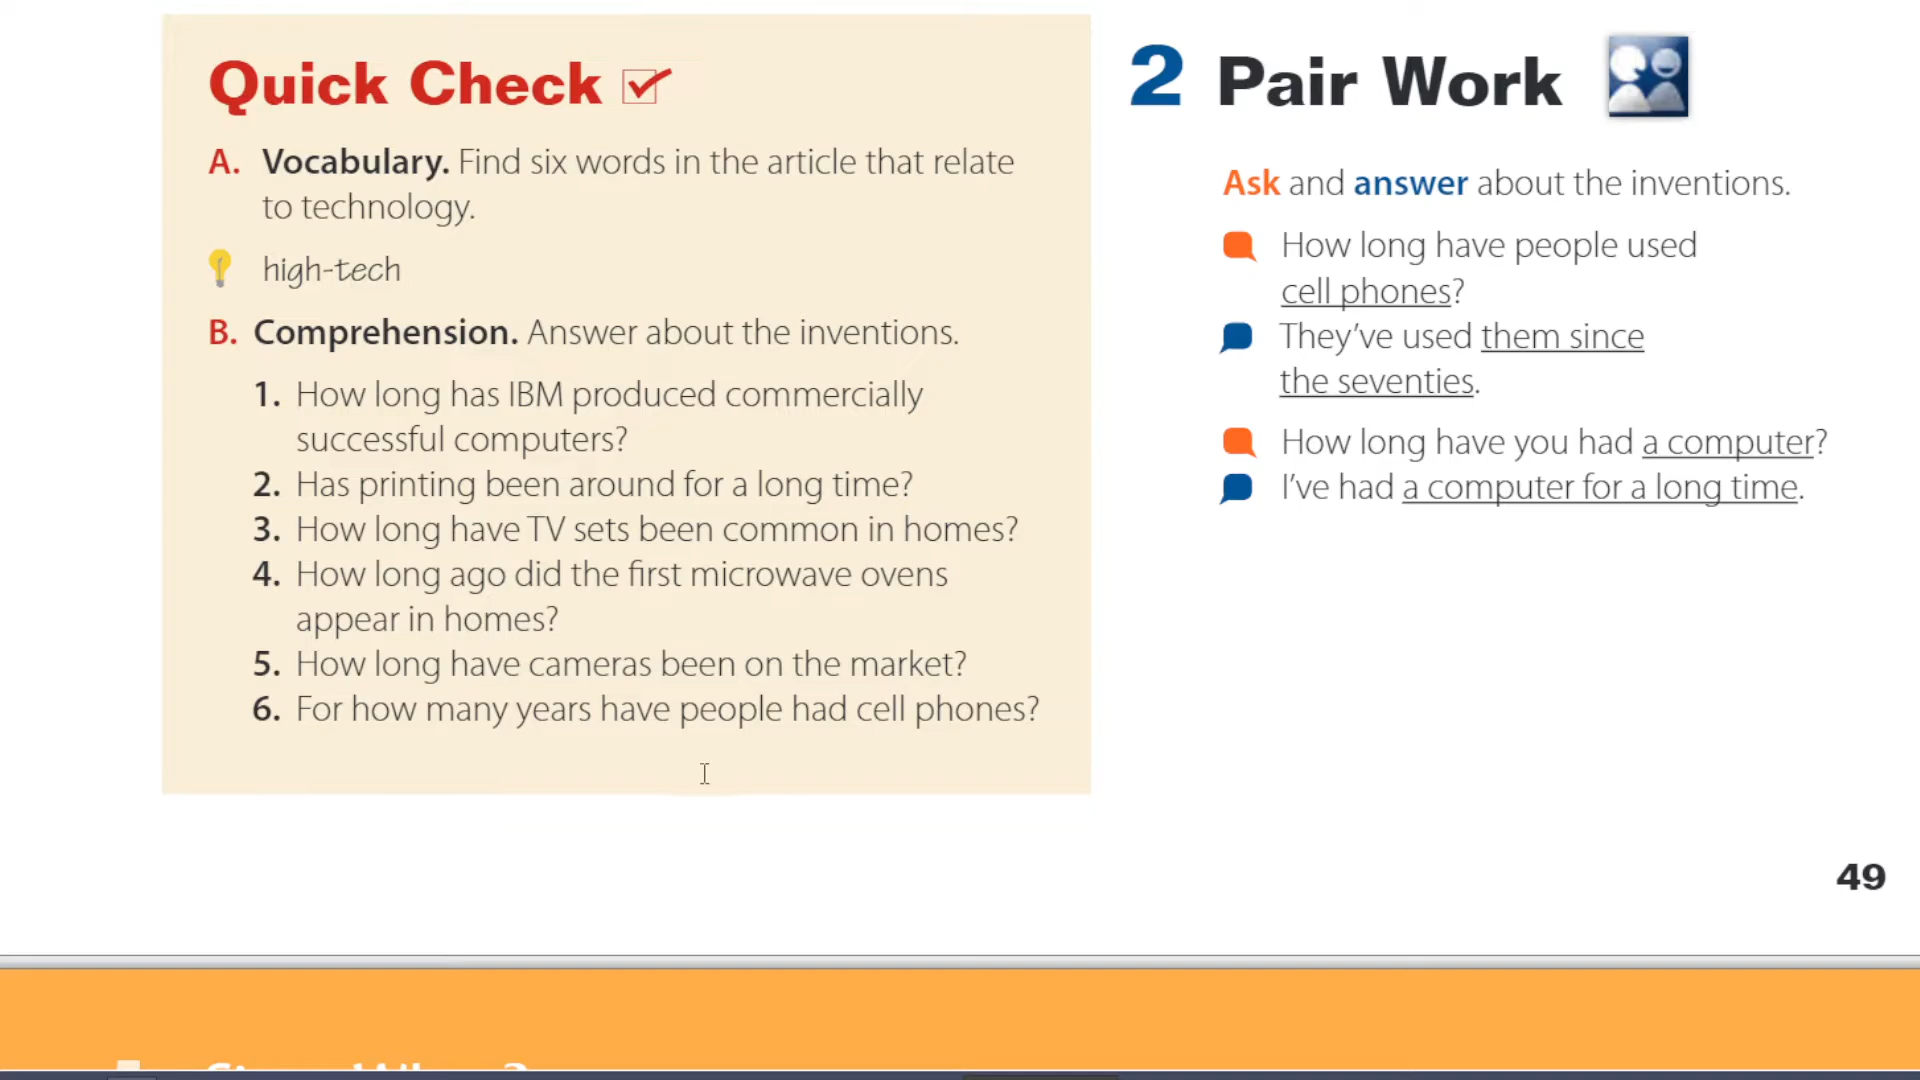 Quick Check
A. Vocabulary. Find six words in the article that relate
to technology.
high-tech
B. Comprehension. Answer about the inventions.
1. How long has IBM produced commercially
successful computers?
2. Has printing been around for a long time?
3. How long have TV sets been common in homes?
4. How long ago did the first microwave ovens
appear in homes?
5. How long have cameras been on the market?
6. For how many years have people had cell phones?
2 Pair Work
Ask and answer about the inventions.
How long have people used
cell phones?
They've used them since
the seventies.
How long have you had a computer?
I've had a computer for a long time.
49